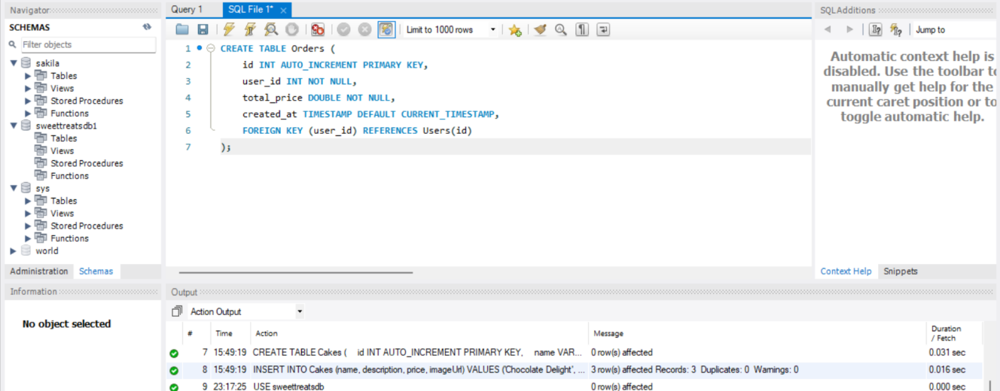 Navigator
SCHEMAS
Filter objects
sakila
Tables
Views
Stored Procedures
Functions
sweettreatsdb1
Tables
Views
Stored Procedures
Functions
sys
Tables
Views
Stored Procedures
Functions
world
Administration Schemas
Information
No object selected
Query 1 SQL File 1*
Limit to 1000 rows
1 CREATE TABLE Orders (
2 id INT AUTO_INCREMENT PRIMARY KEY,
3 user_id INT NOT NULL,
4 total_price DOUBLE NOT NULL,
5 created_at TIMESTAMP DEFAULT CURRENT_TIMESTAMP,
6 FOREIGN KEY (user_id) REFERENCES Users(id)
7 );
SQLAdditions
Jump to
Automatic context help is
disabled. Use the toolbar to
manually get help for the
current caret position or to
toggle automatic help.
Context Help Snippets
Output
Action Output
# Time Action Message Duration / Fetch
7 15:49:19 CREATE TABLE Cakes ( id INT AUTO_INCREMENT PRIMARY KEY, name VAR... 0 row(s) affected 0.031 sec
8 15:49:19 INSERT INTO Cakes (name, description, price, imageUrl) VALUES ('Chocolate Delight', ... 3 row(s) affected Records: 3 Duplicates: 0 Warnings: 0 0.016 sec
9 23:17:25 USE sweettreatsdb 0 row(s) affected 0.000 sec